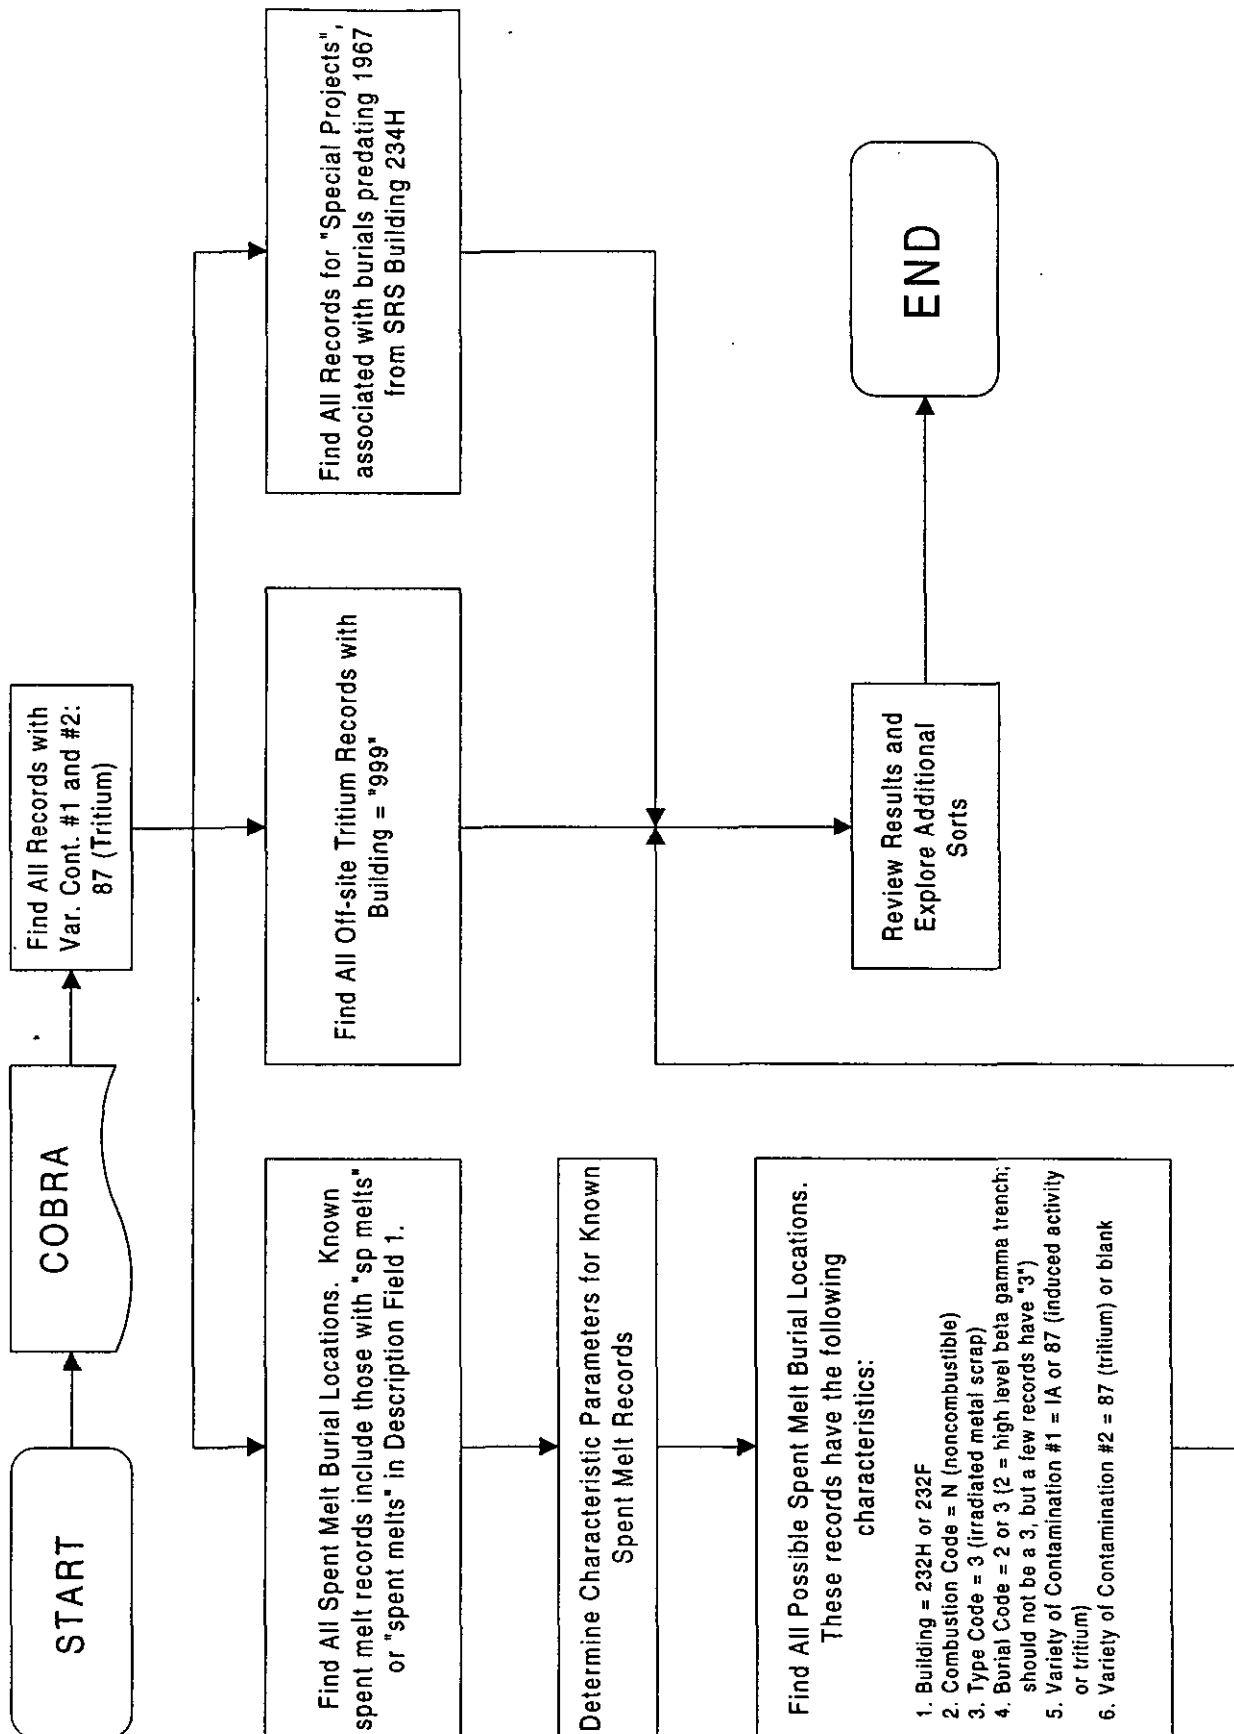 START
COBRA
Find All Records with
Var. Cont. #1 and #2:
87 (Tritium)
Find All Spent Melt Burial Locations. Known
spent melt records include those with "sp melts"
or "spent melts" in Description Field 1.
Find All Off-site Tritium Records with
Building = "999"
Find All Records for "Special Projects",
associated with burials predating 1967
from SRS Building 234H
Determine Characteristic Parameters for Known
Spent Melt Records
Find All Possible Spent Melt Burial Locations.
These records have the following
characteristics:
1. Building = 232H or 232F
2. Combustion Code = N (noncombustible)
3. Type Code = 3 (irradiated metal scrap)
4. Burial Code = 2 or 3 (2 = high level beta gamma trench;
should not be a 3, but a few records have "3")
5. Variety of Contamination #1 = IA or 87 (induced activity
or tritium)
6. Variety of Contamination #2 = 87 (tritium) or blank
Review Results and
Explore Additional
Sorts
END